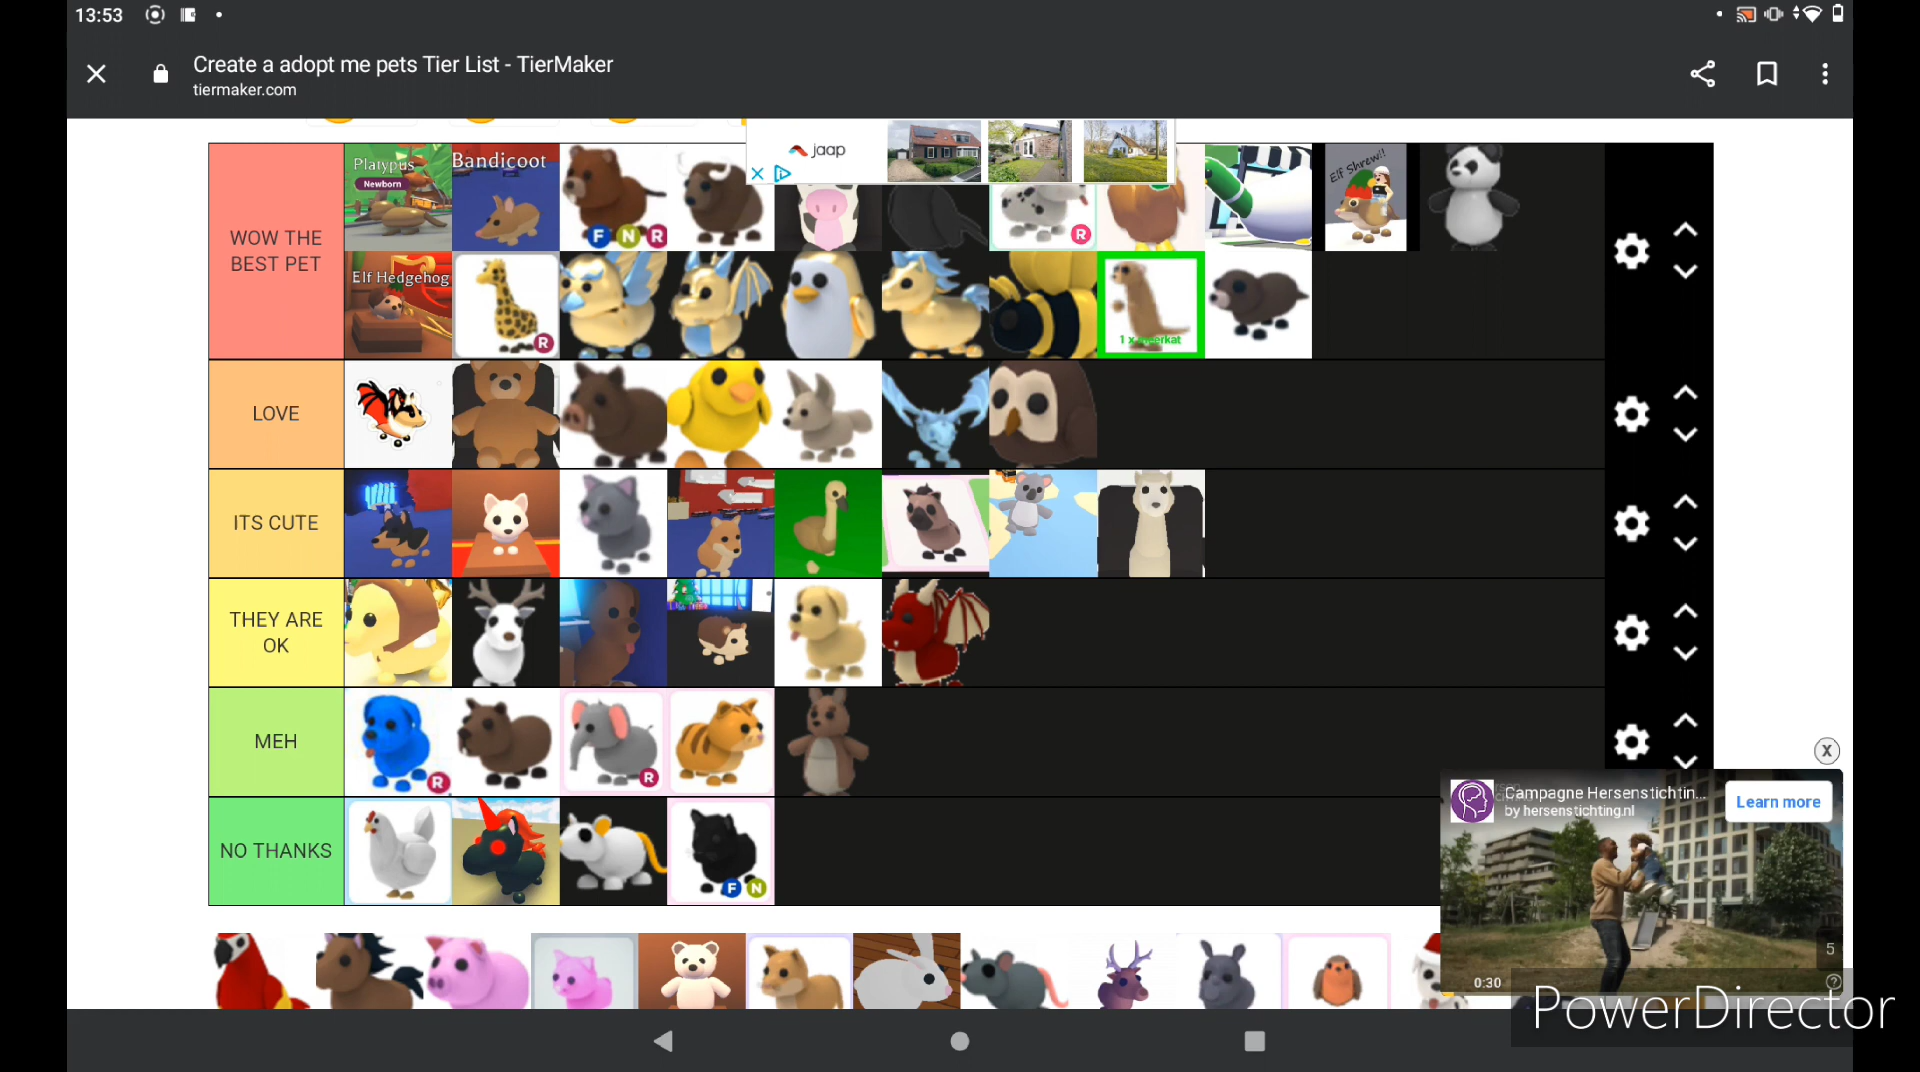 13:53
Create a adopt me pets Tier List - TierMaker
tiermaker.com
jaap
WOW THE
BEST PET
Platypus
Newborn
Bandicoot
F N R
R
Elf Shrew!!
Elf Hedgehog
R
1 x meerkat
LOVE
ITS CUTE
THEY ARE
OK
MEH
R
R
NO THANKS
F N
X
Campagne Hersenstichtin...
by hersenstichting.nl
Learn more
5
0:30
PowerDirector